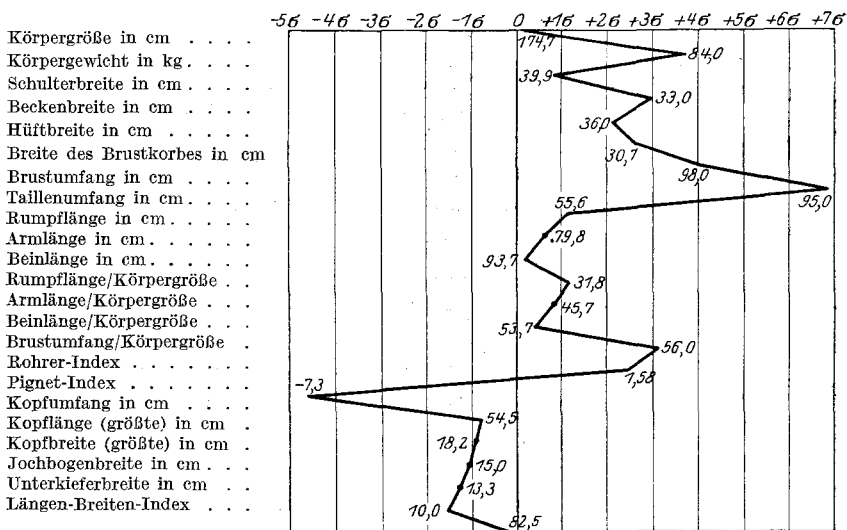 -5σ -4σ -3σ -2σ -1σ 0 +1σ +2σ +3σ +4σ +5σ +6σ +7σ
Körpergröße in cm . . . . 174,7
Körpergewicht in kg. . . . 84,0
Schulterbreite in cm . . . 39,9
Beckenbreite in cm . . . . 33,0
Hüftbreite in cm . . . . . 36,0
Breite des Brustkorbes in cm 30,7
Brustumfang in cm . . . . 98,0
Taillenumfang in cm . . . 95,0
Rumpflänge in cm. . . . . 55,6
Armlänge in cm. . . . . . 79,8
Beinlänge in cm . . . . . 93,7
Rumpflänge/Körpergröße . . 31,8
Armlänge/Körpergröße . . . 45,7
Beinlänge/Körpergröße . . . 53,7
Brustumfang/Körpergröße . 56,0
Rohrer-Index . . . . . . 1,58
Pignet-Index . . . . . . . -7,3
Kopfumfang in cm . . . . 54,5
Kopflänge (größte) in cm . 18,2
Kopfbreite (größte) in cm . 15,0
Jochbogenbreite in cm . . . 13,3
Unterkieferbreite in cm . . 10,0
Längen-Breiten-Index . . . 82,5